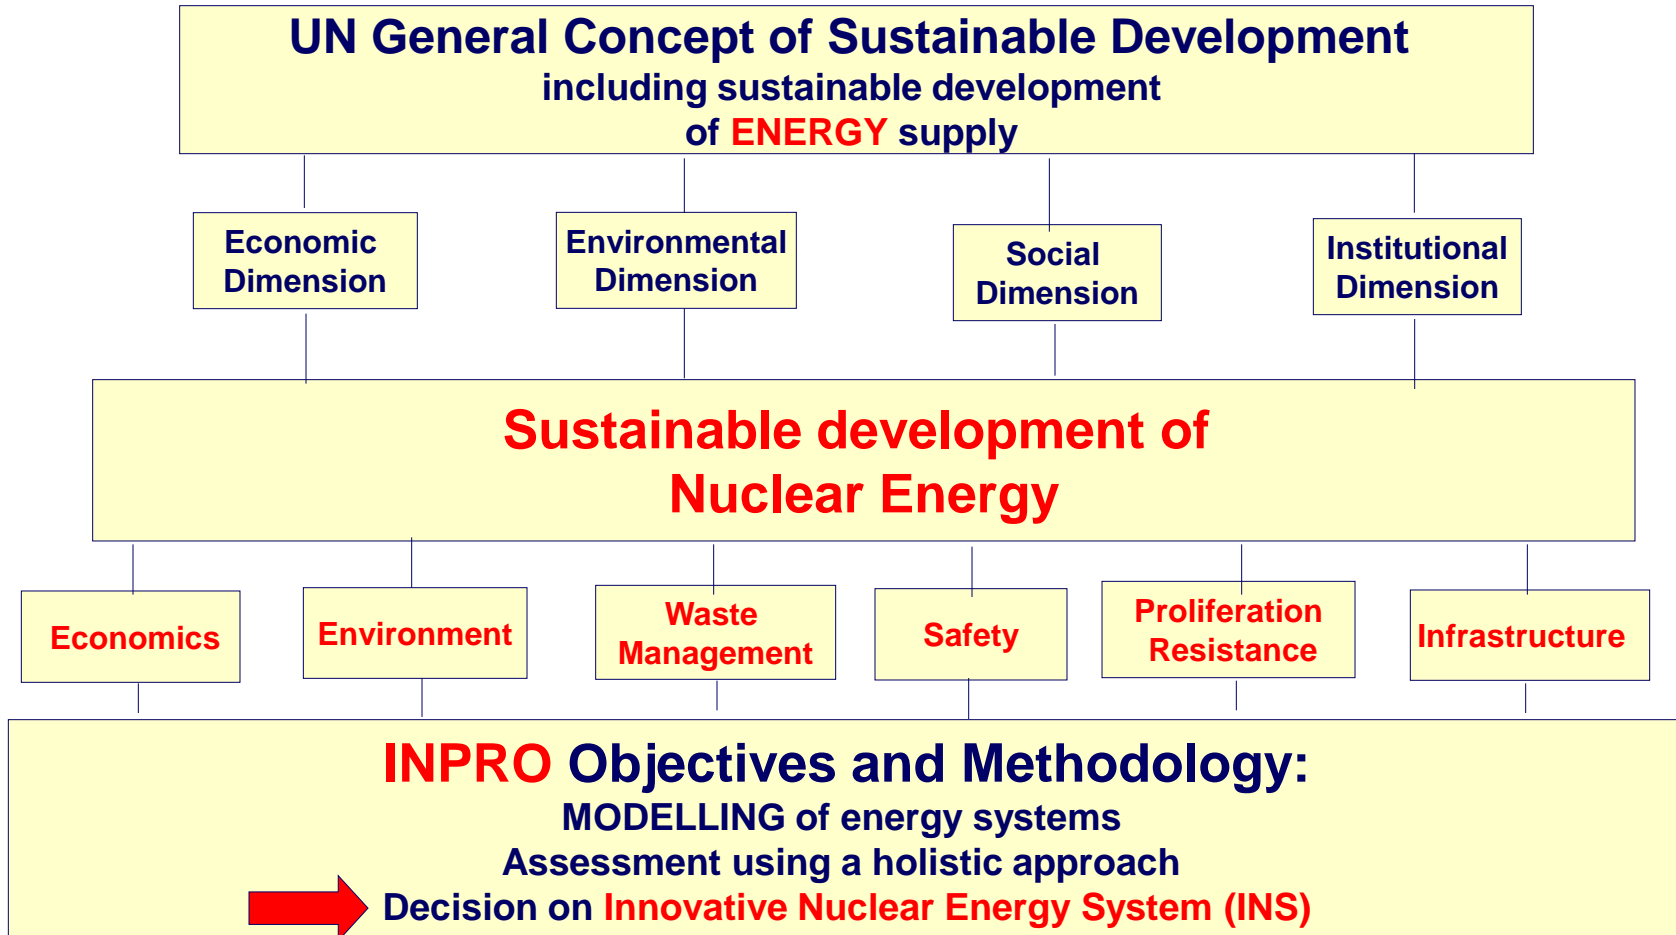 UN General Concept of Sustainable Development
including sustainable development
of ENERGY supply
Economic
Dimension
Environmental
Dimension
Social
Dimension
Institutional
Dimension
Sustainable development of
Nuclear Energy
Economics
Environment
Waste
Management
Safety
Proliferation
Resistance
Infrastructure
INPRO Objectives and Methodology:
MODELLING of energy systems
Assessment using a holistic approach
Decision on Innovative Nuclear Energy System (INS)